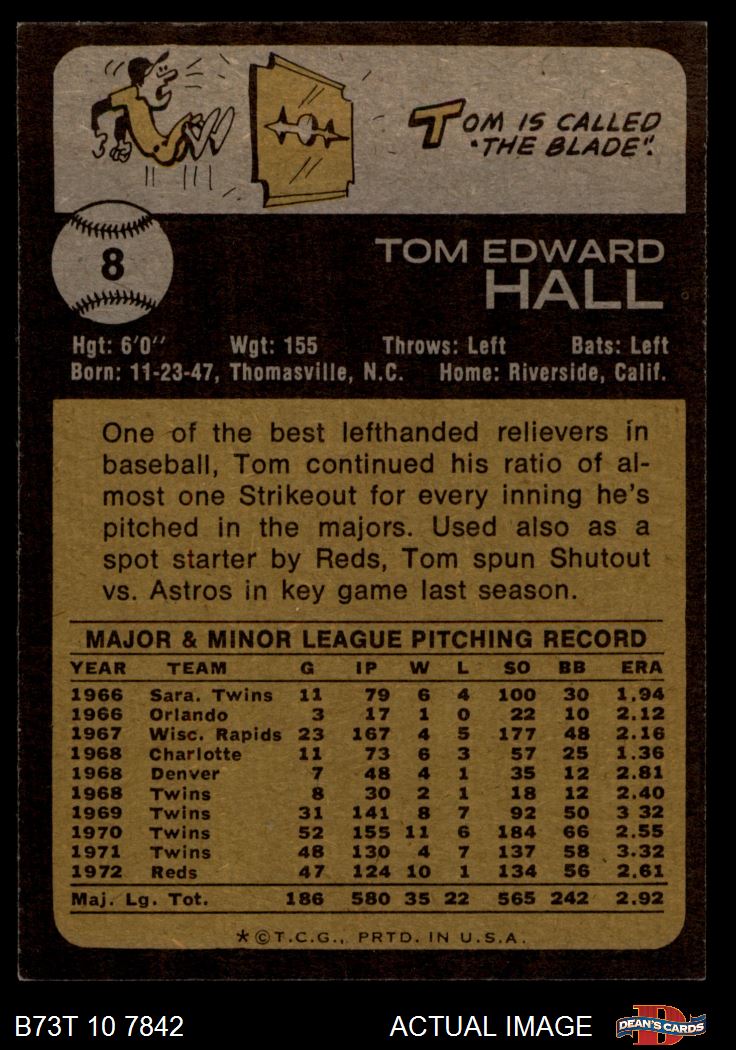 TOM IS CALLED
"THE BLADE".
8
TOM EDWARD
HALL
Hgt: 6'0" Wgt: 155 Throws: Left Bats: Left
Born: 11-23-47, Thomasville, N.C. Home: Riverside, Calif.
One of the best lefthanded relievers in
baseball, Tom continued his ratio of al-
most one Strikeout for every inning he's
pitched in the majors. Used also as a
spot starter by Reds, Tom spun Shutout
vs. Astros in key game last season.
MAJOR & MINOR LEAGUE PITCHING RECORD
YEAR TEAM G IP W L SO BB ERA
1966 Sara. Twins 11 79 6 4 100 30 1.94
1966 Orlando 3 17 1 0 22 10 2.12
1967 Wisc. Rapids 23 167 4 5 177 48 2.16
1968 Charlotte 11 73 6 3 57 25 1.36
1968 Denver 7 48 4 1 35 12 2.81
1968 Twins 8 30 2 1 18 12 2.40
1969 Twins 31 141 8 7 92 50 3 32
1970 Twins 52 155 11 6 184 66 2.55
1971 Twins 48 130 4 7 137 58 3.32
1972 Reds 47 124 10 1 134 56 2.61
Maj. Lg. Tot. 186 580 35 22 565 242 2.92
*©T.C.G., PRTD. IN U.S.A.
B73T 10 7842 ACTUAL IMAGE DEAN'S CARDS